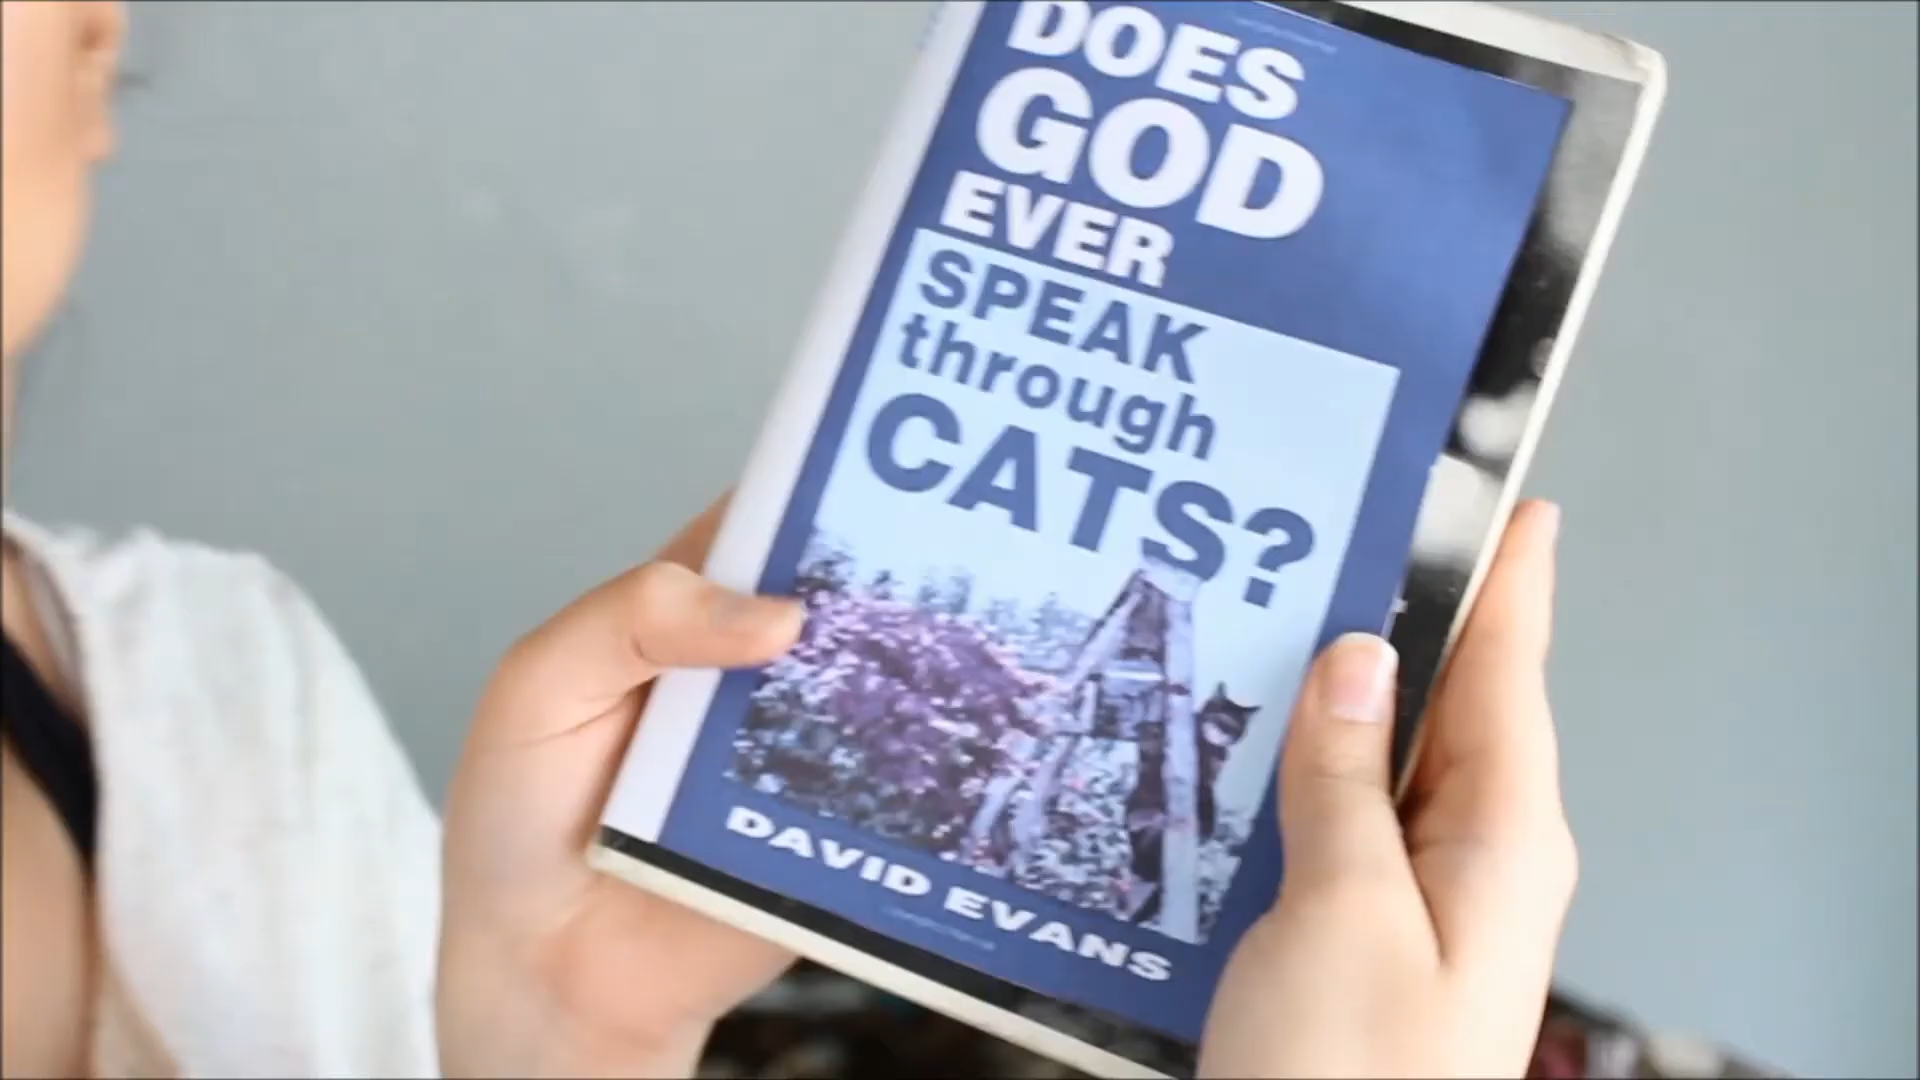 DOES
GOD
EVER
SPEAK
through
CATS?
DAVID EVANS